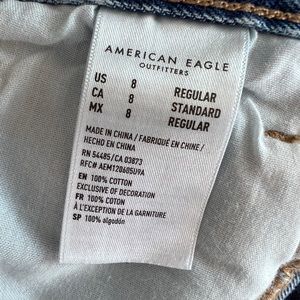 AMERICAN EAGLE
OUTFITTERS
US 8 REGULAR
CA 8 STANDARD
MX 8 REGULAR
MADE IN CHINA / FABRIQUÉ EN CHINE /
HECHO EN CHINA
RN 54485/CA 03873
RFC# AEM120605U9A
EN 100% COTTON
EXCLUSIVE OF DECORATION
FR 100% COTON
À L'EXCEPTION DE LA GARNITURE
SP 100% algodón